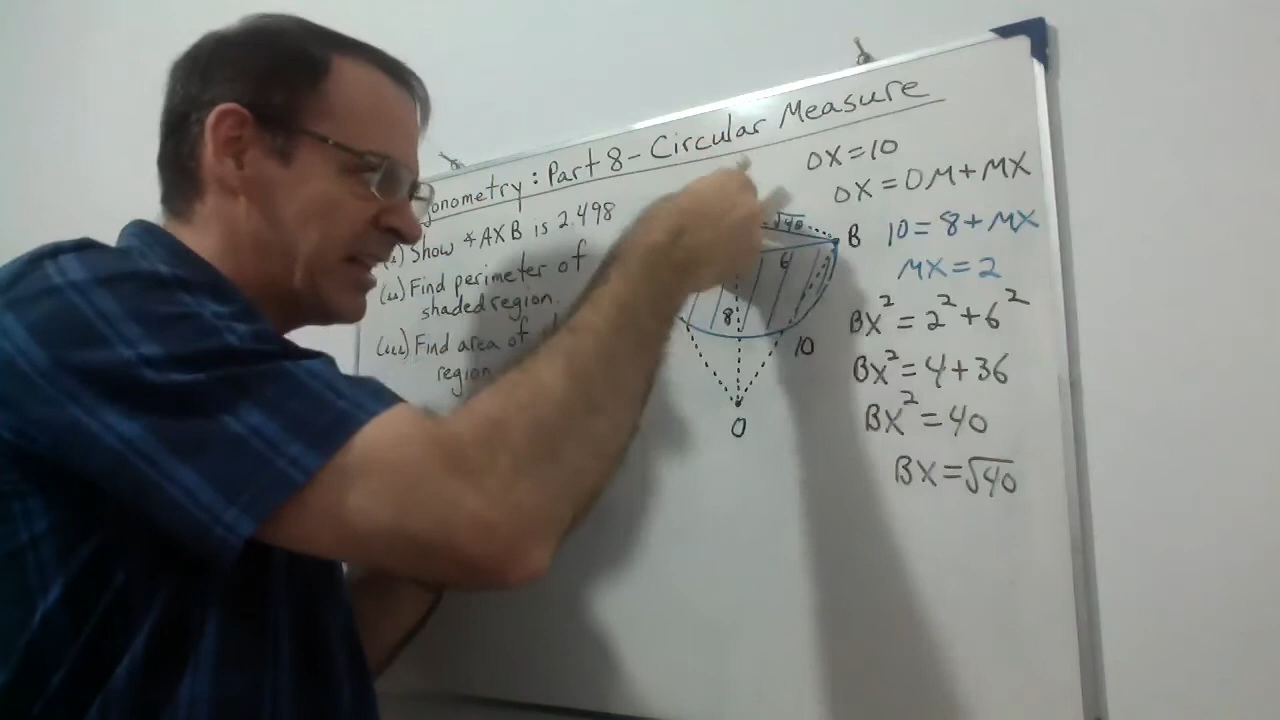 gonometry : Part 8 - Circular Measure
(i) Show ∡AXB is 2.498
(ii) Find perimeter of
shaded region.
(iii) Find area of
region
√40
B
6
8
10
O
OX = 10
OX = OM + MX
10 = 8 + MX
MX = 2
BX² = 2² + 6²
BX² = 4 + 36
BX² = 40
BX = √40